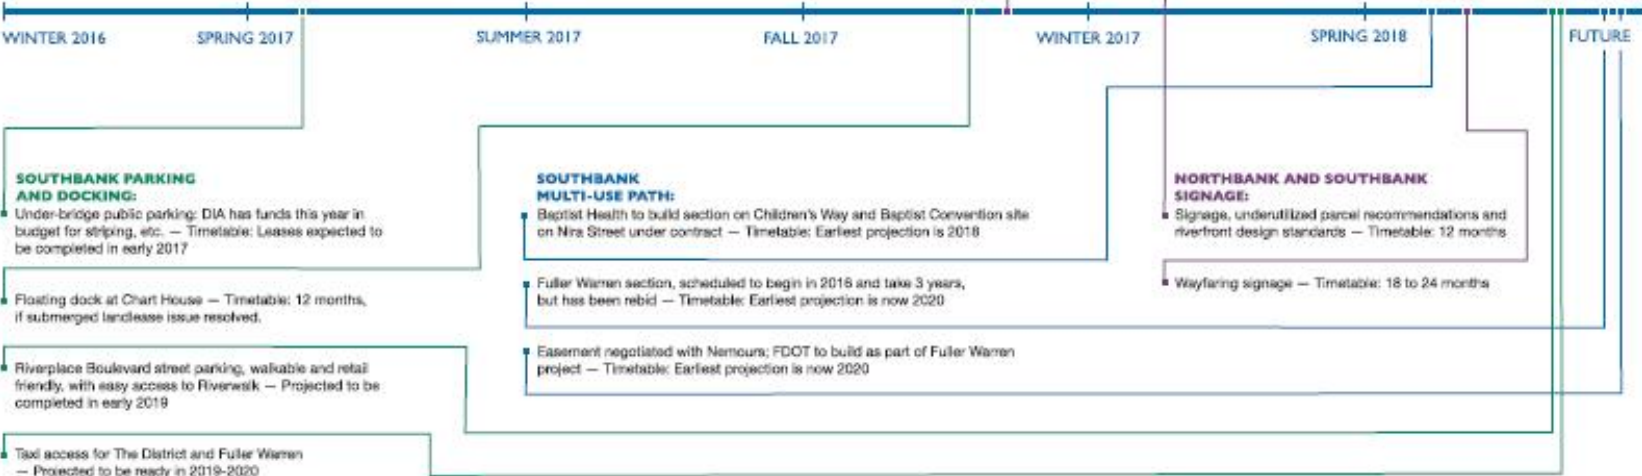 WINTER 2016 SPRING 2017 SUMMER 2017 FALL 2017 WINTER 2017 SPRING 2018 FUTURE
SOUTHBANK PARKING
AND DOCKING:
Under-bridge public parking: DIA has funds this year in
budget for striping, etc. — Timetable: Leases expected to
be completed in early 2017
Floating dock at Chart House — Timetable: 12 months,
if submerged landlease issue resolved.
Riverplace Boulevard street parking, walkable and retail
friendly, with easy access to Riverwalk — Projected to be
completed in early 2019
Taxi access for The District and Fuller Warren
— Projected to be ready in 2019-2020
SOUTHBANK
MULTI-USE PATH:
Baptist Health to build section on Children's Way and Baptist Convention site
on Nira Street under contract — Timetable: Earliest projection is 2018
Fuller Warren section, scheduled to begin in 2016 and take 3 years,
but has been rebid — Timetable: Earliest projection is now 2020
Easement negotiated with Nemours; FDOT to build as part of Fuller Warren
project — Timetable: Earliest projection is now 2020
NORTHBANK AND SOUTHBANK
SIGNAGE:
Signage, underutilized parcel recommendations and
riverfront design standards — Timetable: 12 months
Wayfaring signage — Timetable: 18 to 24 months